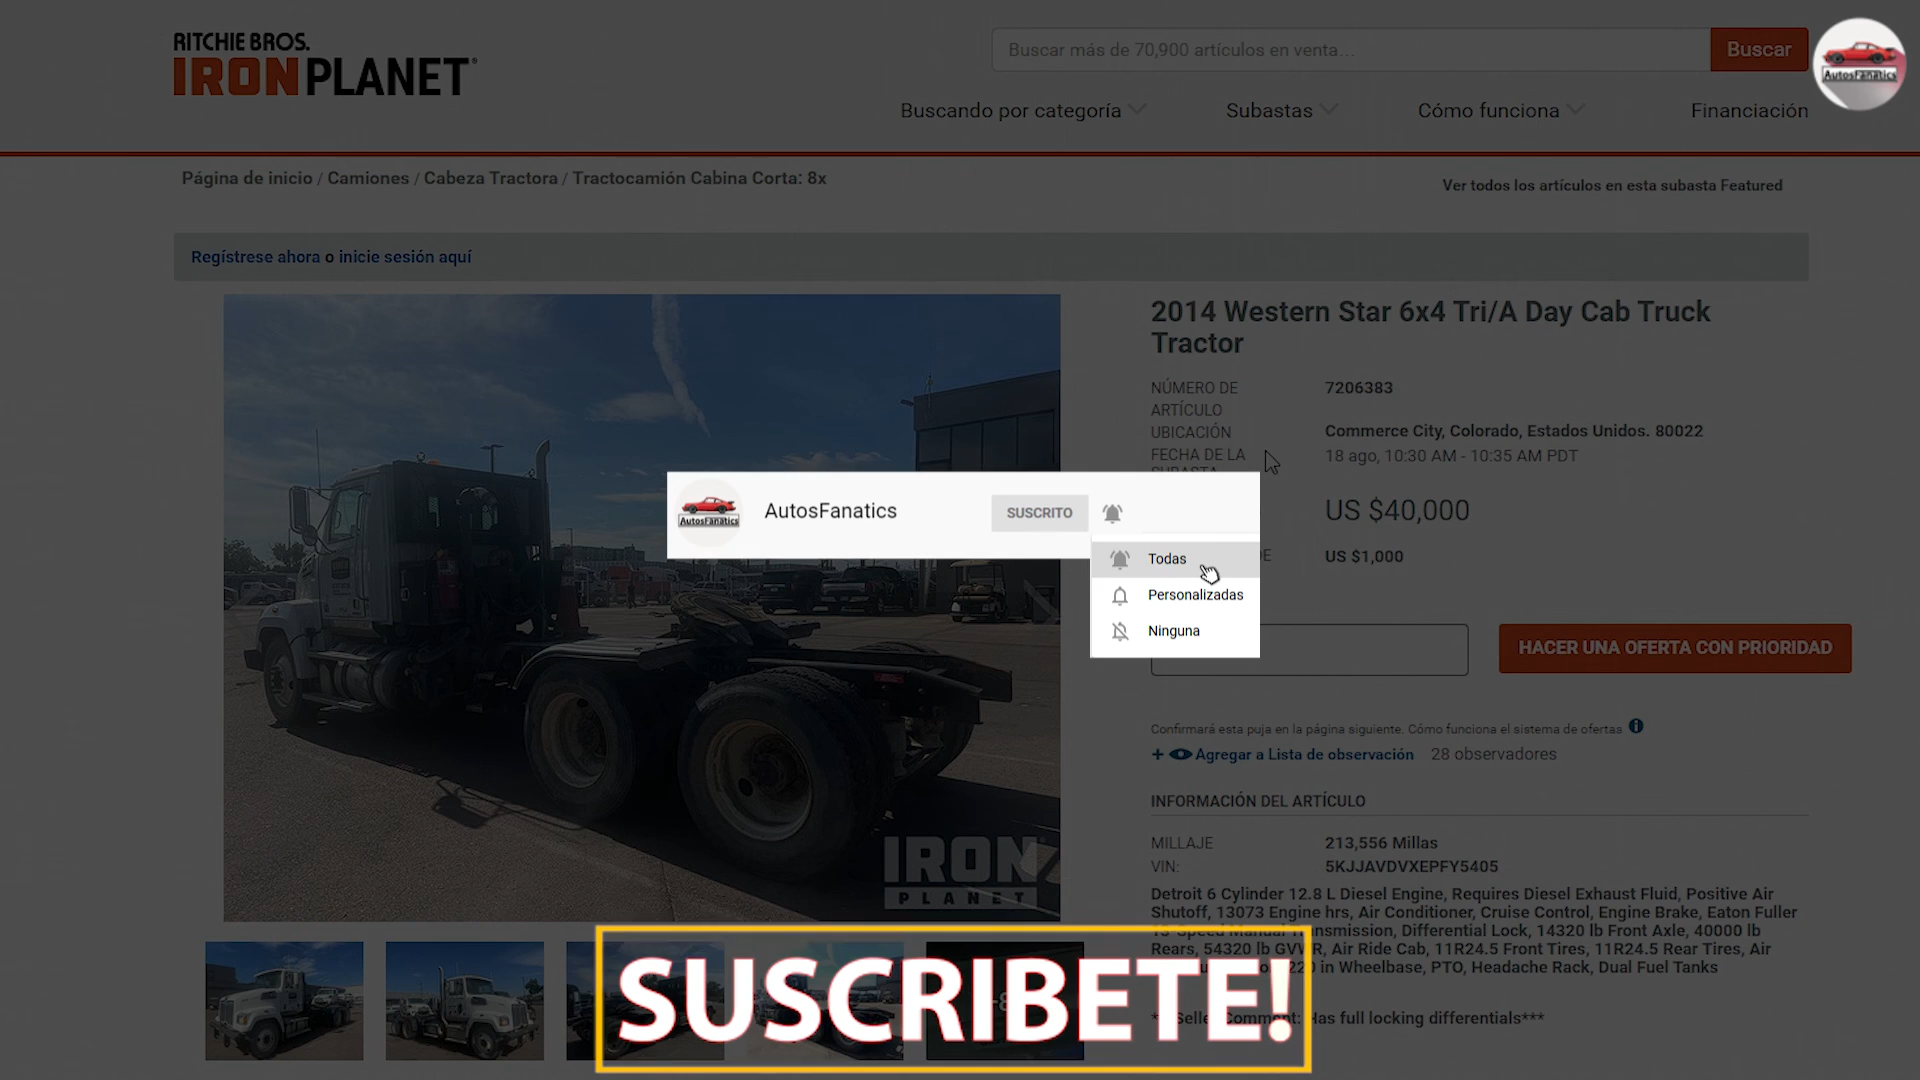 RITCHIE BROS.
IRONPLANET
Buscar más de 70,900 artículos en venta...
Buscar
AutosFanatics
Buscando por categoría
Subastas
Cómo funciona
Financiación
Página de inicio / Camiones / Cabeza Tractora / Tractocamión Cabina Corta: 8x
Ver todos los artículos en esta subasta Featured
Regístrese ahora o inicie sesión aquí
2014 Western Star 6x4 Tri/A Day Cab Truck
Tractor
NÚMERO DE
ARTÍCULO
7206383
UBICACIÓN
Commerce City, Colorado, Estados Unidos. 80022
FECHA DE LA
SUBASTA
18 ago, 10:30 AM - 10:35 AM PDT
US $40,000
US $1,000
AutosFanatics
AutosFanatics
SUSCRITO
Todas
Personalizadas
Ninguna
HACER UNA OFERTA CON PRIORIDAD
Confirmará esta puja en la página siguiente. Cómo funciona el sistema de ofertas
+ Agregar a Lista de observación
28 observadores
INFORMACIÓN DEL ARTÍCULO
MILLAJE
213,556 Millas
VIN:
5KJJAVDVXEPFY5405
Detroit 6 Cylinder 12.8 L Diesel Engine, Requires Diesel Exhaust Fluid, Positive Air
Shutoff, 13073 Engine hrs, Air Conditioner, Cruise Control, Engine Brake, Eaton Fuller
13-Speed Manual Transmission, Differential Lock, 14320 lb Front Axle, 40000 lb
Rears, 54320 lb GVWR, Air Ride Cab, 11R24.5 Front Tires, 11R24.5 Rear Tires, Air
in Wheelbase, PTO, Headache Rack, Dual Fuel Tanks
Comment: Has full locking differentials***
IRON
PLANET
SUSCRIBETE!